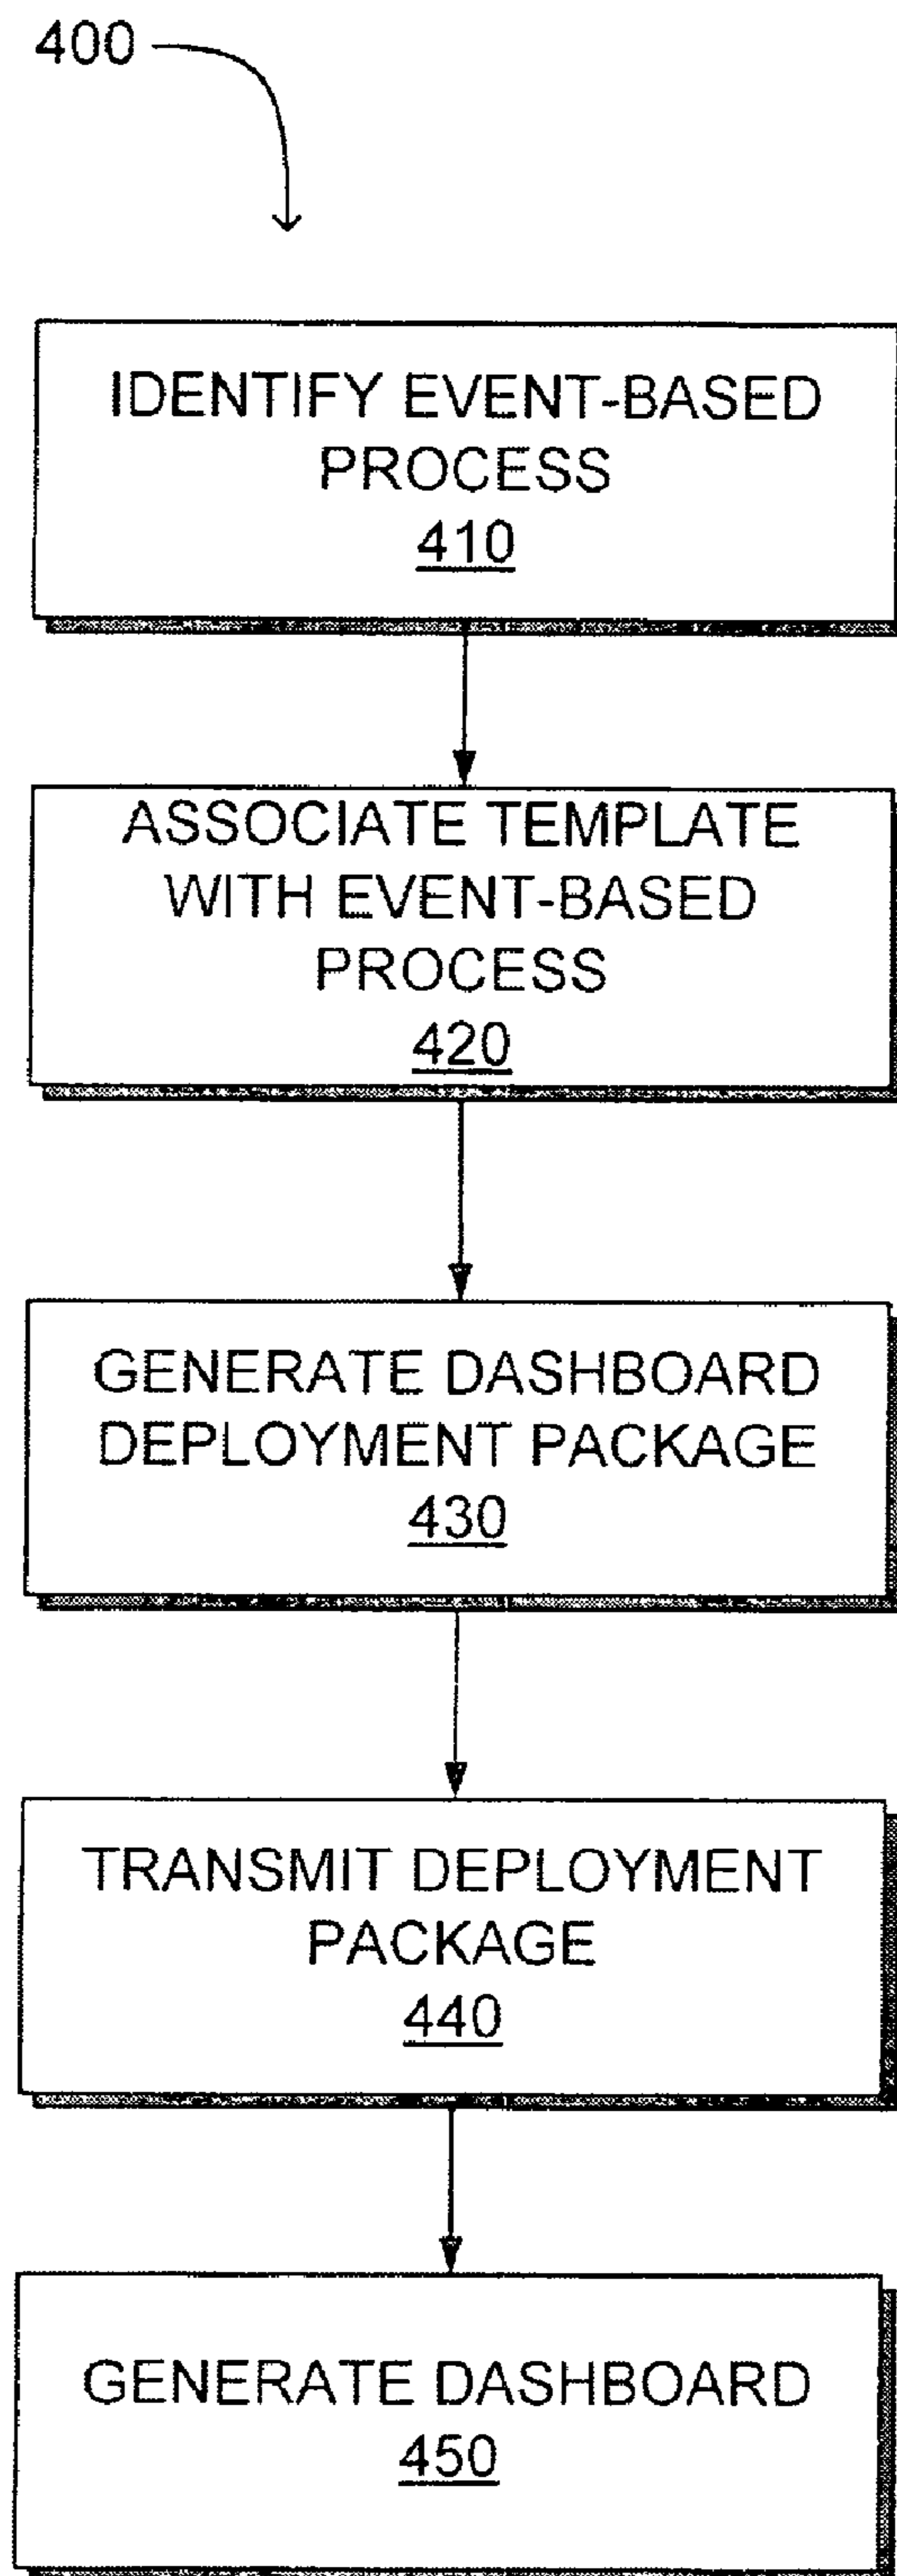 400
IDENTIFY EVENT-BASED
PROCESS
410
ASSOCIATE TEMPLATE
WITH EVENT-BASED
PROCESS
420
GENERATE DASHBOARD
DEPLOYMENT PACKAGE
430
TRANSMIT DEPLOYMENT
PACKAGE
440
GENERATE DASHBOARD
450